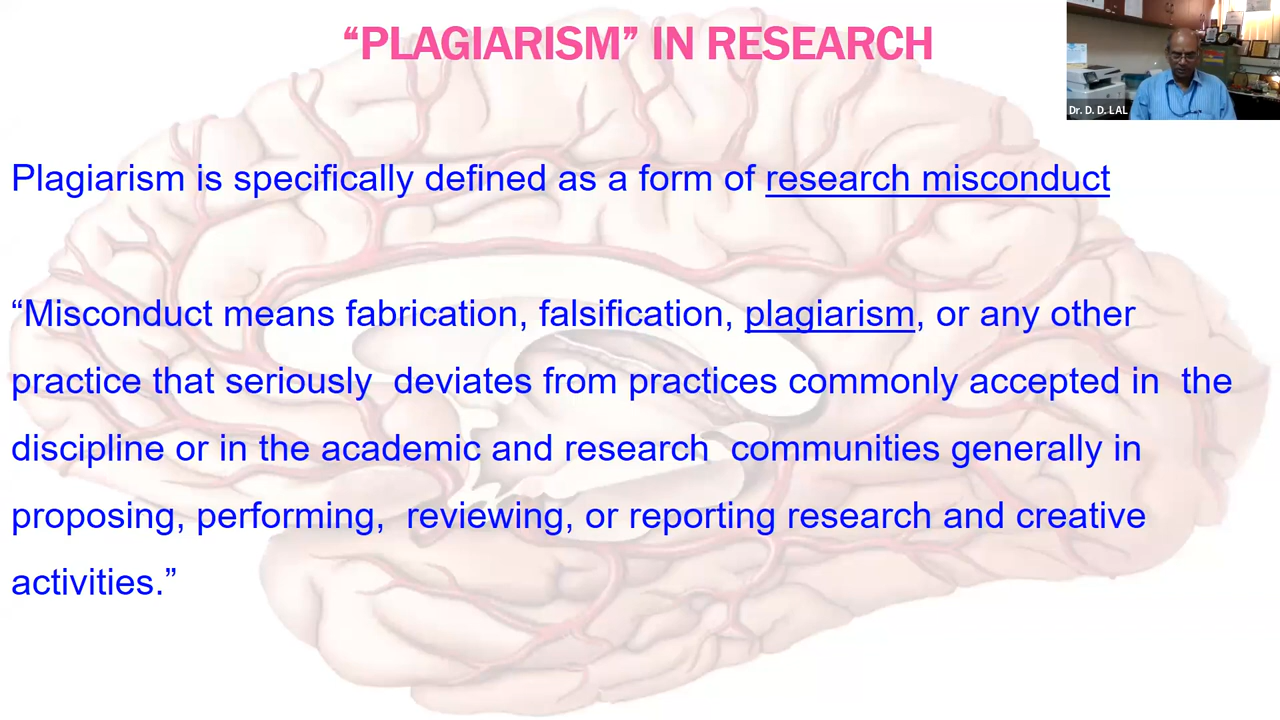 “PLAGIARISM” IN RESEARCH
Dr. D. D. LAL
Plagiarism is specifically defined as a form of research misconduct
“Misconduct means fabrication, falsification, plagiarism, or any other
practice that seriously deviates from practices commonly accepted in the
discipline or in the academic and research communities generally in
proposing, performing, reviewing, or reporting research and creative
activities.”